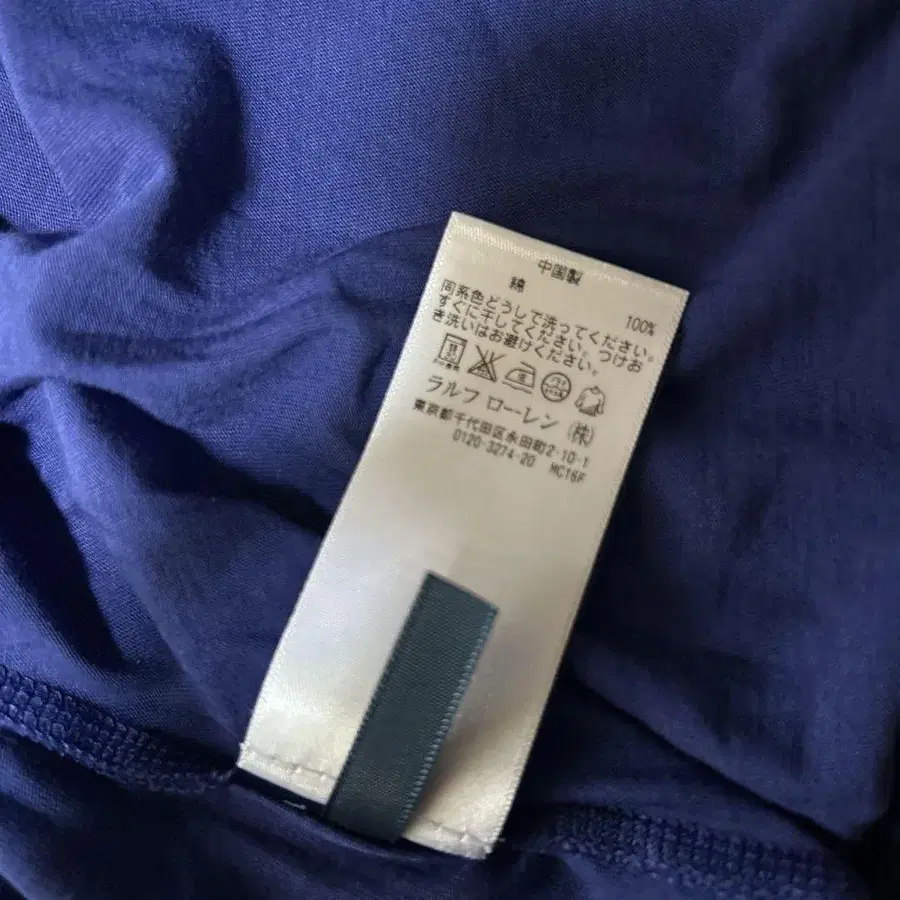 中国製
綿 100%
同系色どうしで洗ってください。
すぐに干してください。つけお
き洗いはお避けください。
ラルフ ローレン (株)
東京都千代田区永田町2-10-1
0120-3274-20 MC16F